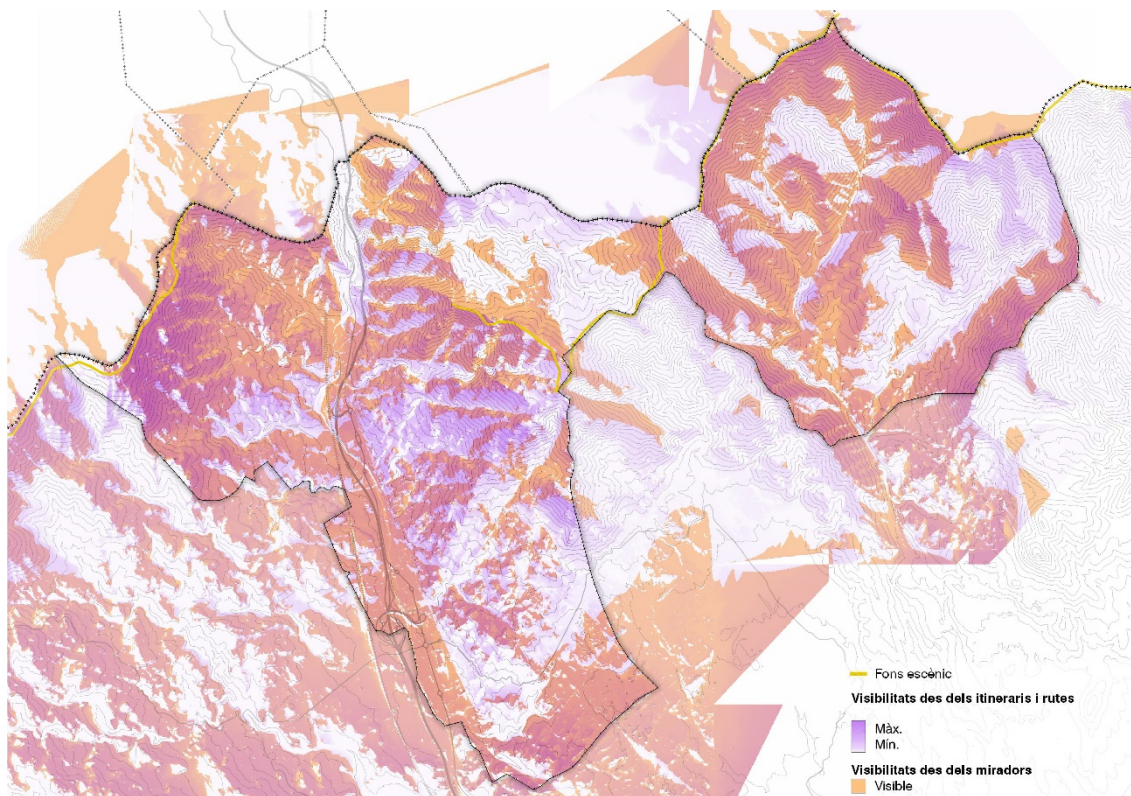 Fons escènic
Visibilitats des dels itineraris i rutes
Màx.
Mín.
Visibilitats des dels miradors
Visible